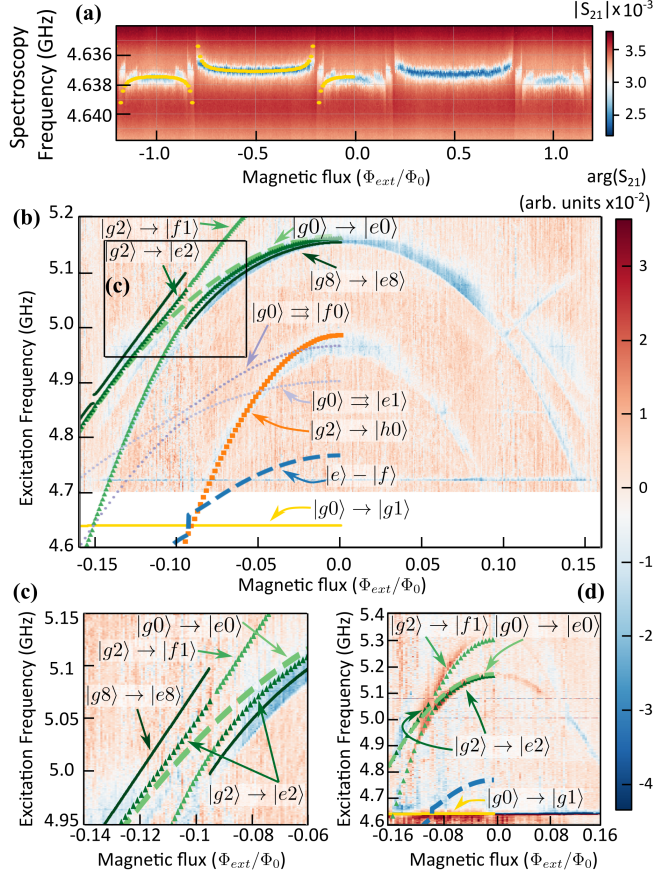 (a)
|S21|×10-3
Spectroscopy
Frequency (GHz)
4.636
4.638
4.640
-1.0
-0.5
0.0
0.5
1.0
Magnetic flux (Φext/Φ0)
3.5
3.0
2.5
arg(S21)
(arb. units x10-2)
(b)
Excitation Frequency (GHz)
5.2
5.1
5.0
4.9
4.8
4.7
4.6
|g2⟩ → |f1⟩
|g0⟩ → |e0⟩
|g2⟩ → |e2⟩
(c)
|g8⟩ → |e8⟩
|g0⟩ ⇉ |f0⟩
|g0⟩ ⇉ |e1⟩
|g2⟩ → |h0⟩
|e⟩ − |f⟩
|g0⟩ → |g1⟩
-0.15
-0.10
-0.05
0.0
0.05
0.10
0.15
Magnetic flux (Φext/Φ0)
3
2
1
0
-1
-2
-3
-4
(c)
Excitation Frequency (GHz)
5.15
5.10
5.05
5.00
4.95
|g0⟩ → |e0⟩
|g2⟩ → |f1⟩
|g8⟩ → |e8⟩
|g2⟩ → |e2⟩
-0.14
-0.12
-0.1
-0.08
-0.06
Magnetic flux (Φext/Φ0)
(d)
Excitation Frequency (GHz)
5.4
5.3
5.2
5.1
5.0
4.9
4.8
4.7
4.6
|g2⟩ → |f1⟩
|g0⟩ → |e0⟩
|g2⟩ → |e2⟩
|g0⟩ → |g1⟩
-0.16
-0.08
0.00
0.08
0.16
Magnetic flux (Φext/Φ0)